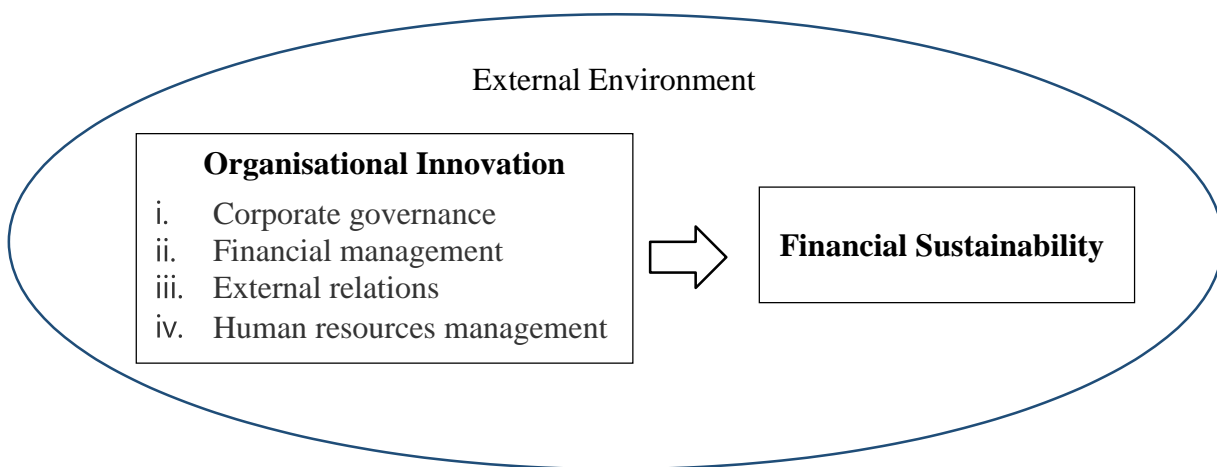 External Environment
Organisational Innovation
i. Corporate governance
ii. Financial management
iii. External relations
iv. Human resources management
Financial Sustainability